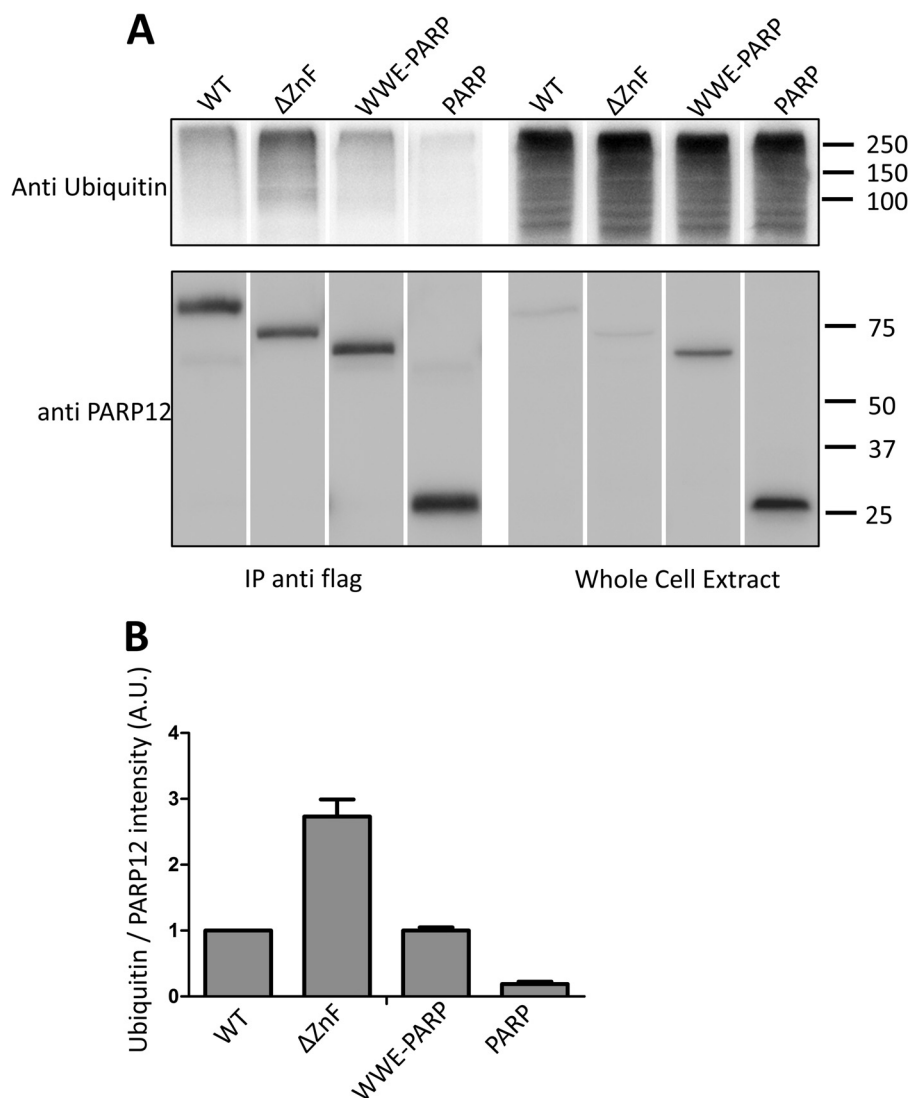 A
WT ΔZnF WWE-PARP PARP WT ΔZnF WWE-PARP PARP
Anti Ubiquitin
250
150
100
anti PARP12
75
50
37
25
IP anti flag Whole Cell Extract
B
Ubiquitin / PARP12 intensity (A.U.)
4
3
2
1
0
WT ΔZnF WWE-PARP PARP